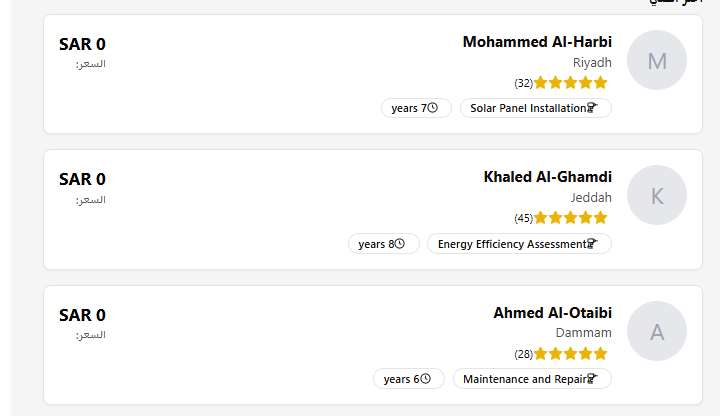 Mohammed Al-Harbi
SAR 0
Riyadh
السعر:
(32)
Solar Panel Installation
7 years
Khaled Al-Ghamdi
SAR 0
Jeddah
السعر:
(45)
Energy Efficiency Assessment
8 years
Ahmed Al-Otaibi
SAR 0
Dammam
السعر:
(28)
Maintenance and Repair
6 years